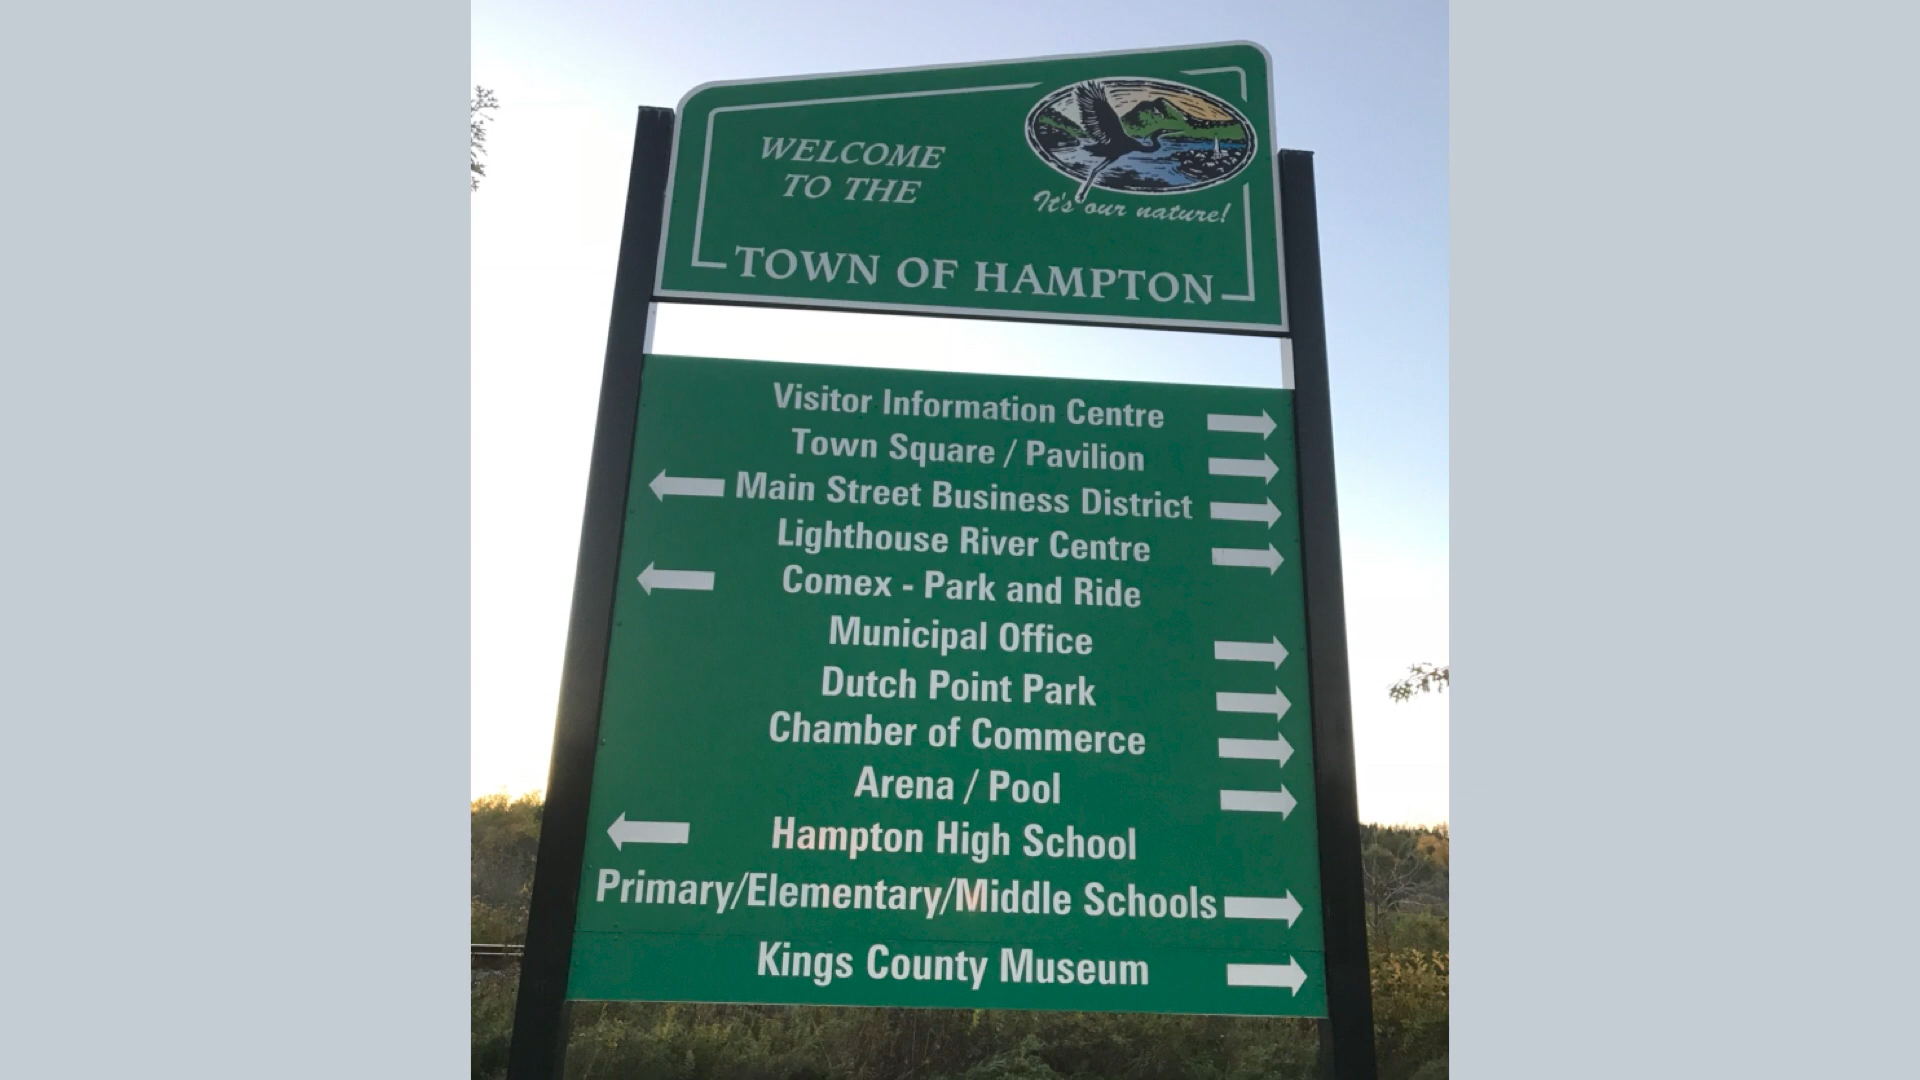 WELCOME
TO THE
It's our nature!
TOWN OF HAMPTON
Visitor Information Centre
Town Square / Pavilion
Main Street Business District
Lighthouse River Centre
Comex - Park and Ride
Municipal Office
Dutch Point Park
Chamber of Commerce
Arena / Pool
Hampton High School
Primary/Elementary/Middle Schools
Kings County Museum